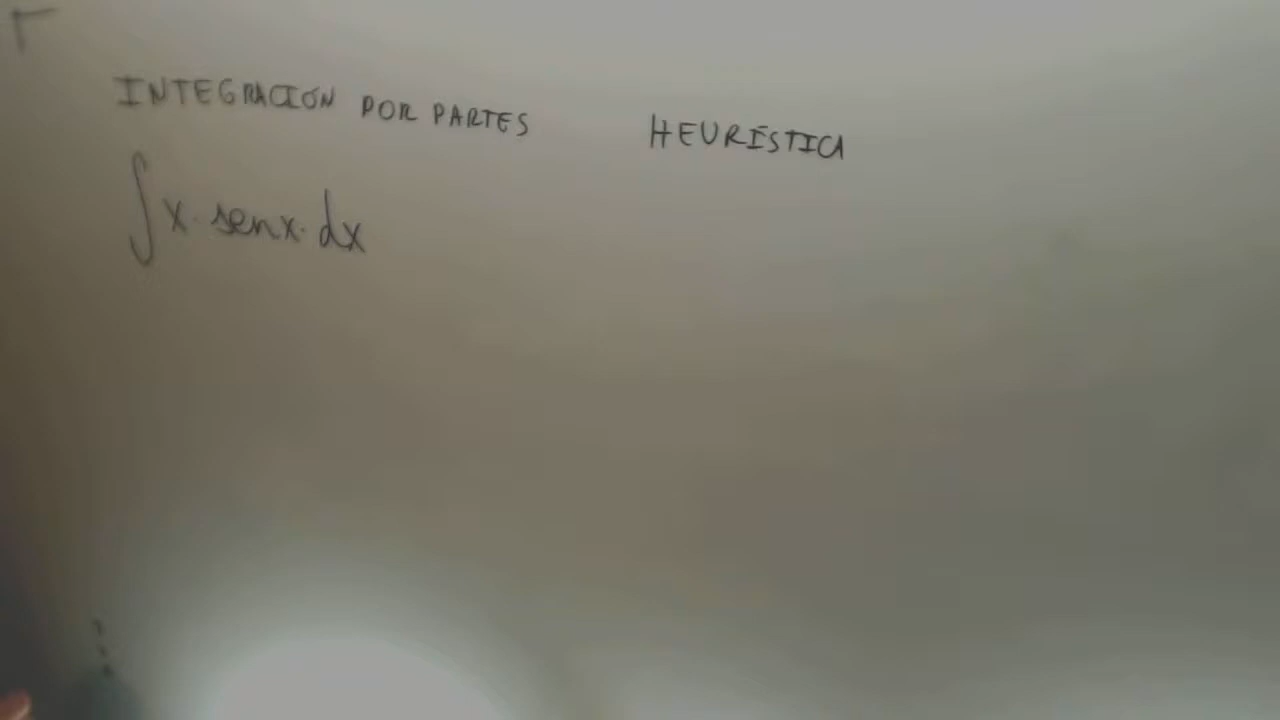 INTEGRACIÓN POR PARTES HEURÍSTICA
∫x·senx·dx